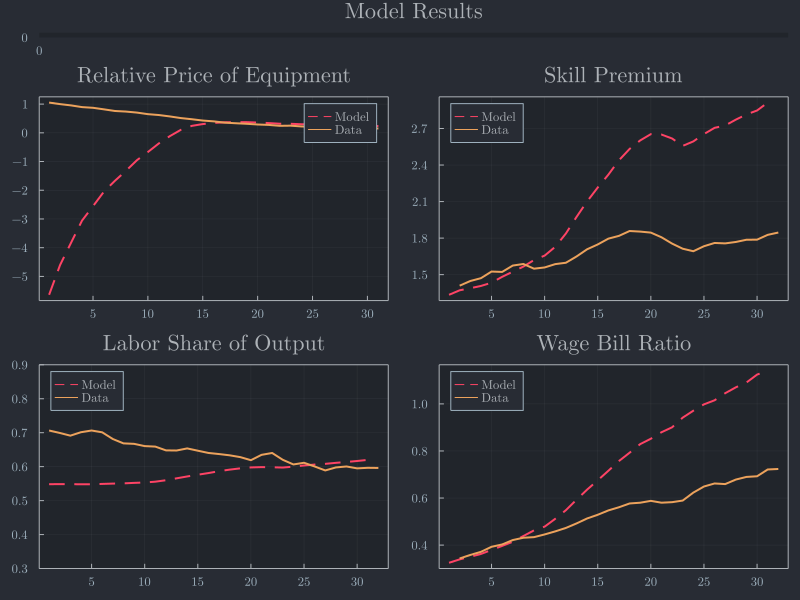 Model Results
0
0
Relative Price of Equipment
1
0
−1
−2
−3
−4
−5
5 10 15 20 25 30
Model
Data
Skill Premium
2.7
2.4
2.1
1.8
1.5
5 10 15 20 25 30
Model
Data
Labor Share of Output
0.9
0.8
0.7
0.6
0.5
0.4
0.3
5 10 15 20 25 30
Model
Data
Wage Bill Ratio
1.0
0.8
0.6
0.4
5 10 15 20 25 30
Model
Data